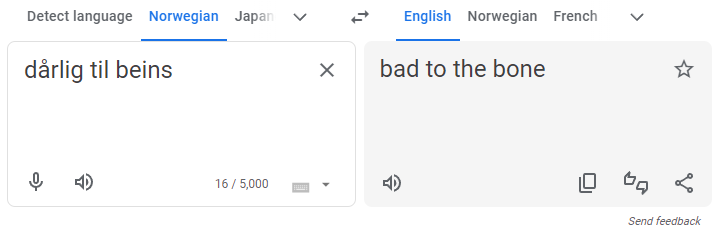 Detect language Norwegian Japan English Norwegian French
dårlig til beins
bad to the bone
16 / 5,000
Send feedback